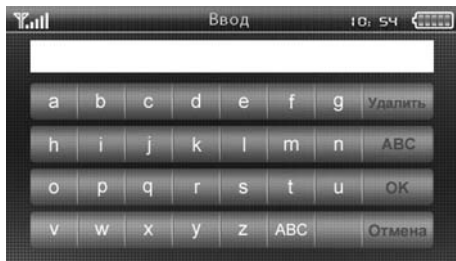 Ввод 10:54
a b c d e f g Удалить
h i j k l m n ABC
o p q r s t u OK
v w x y z ABC Отмена